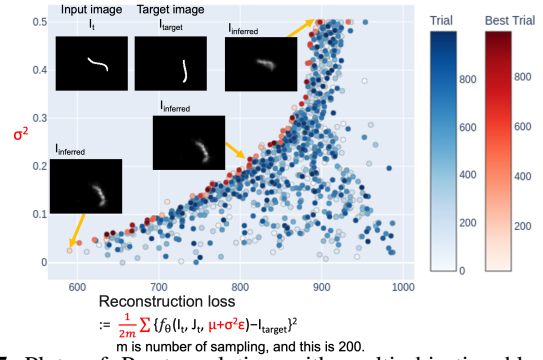 Input image
I_t
Target image
I_target
I_inferred
I_inferred
I_inferred
σ²
0.5
0.4
0.3
0.2
0.1
0
600
700
800
900
1000
Trial
800
600
400
200
0
Best Trial
800
600
400
200
Reconstruction loss
:= 1/2m ∑ {f_θ(I_t, J_t, μ+σ²ε)−I_target}²
m is number of sampling, and this is 200.